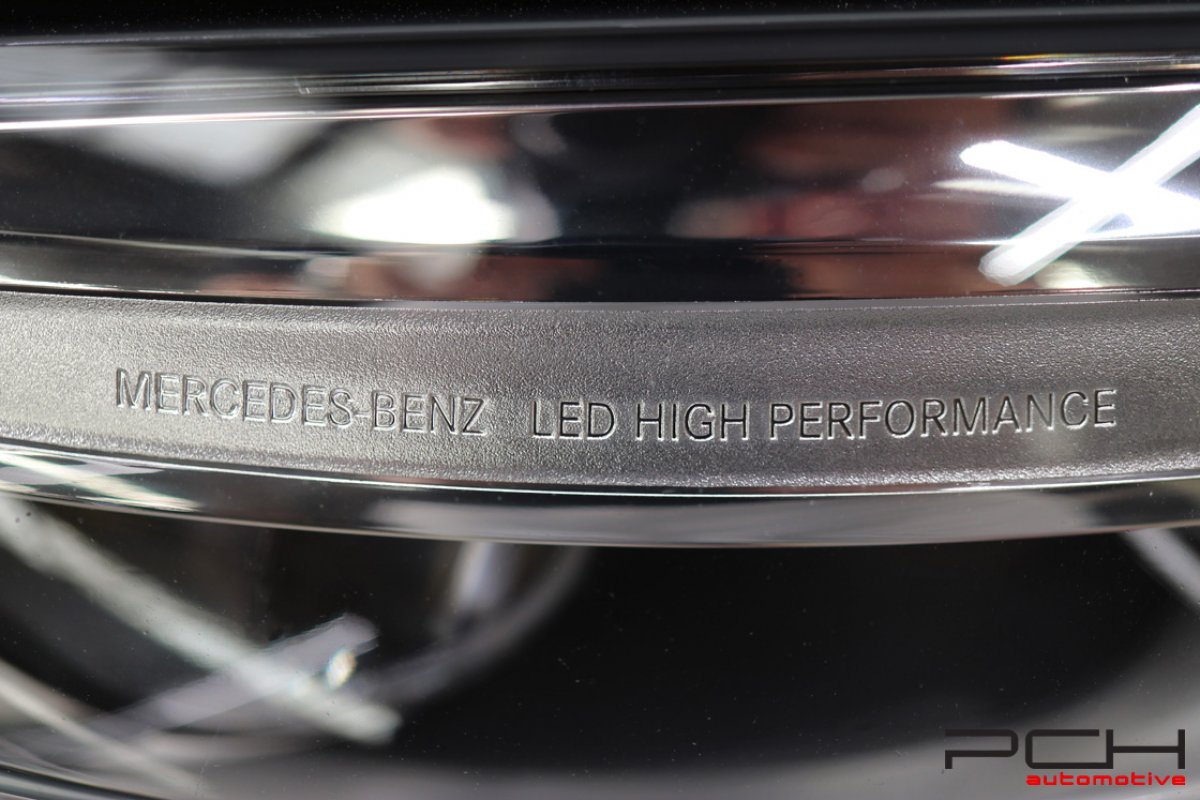 MERCEDES-BENZ LED HIGH PERFORMANCE
PCH
automotive